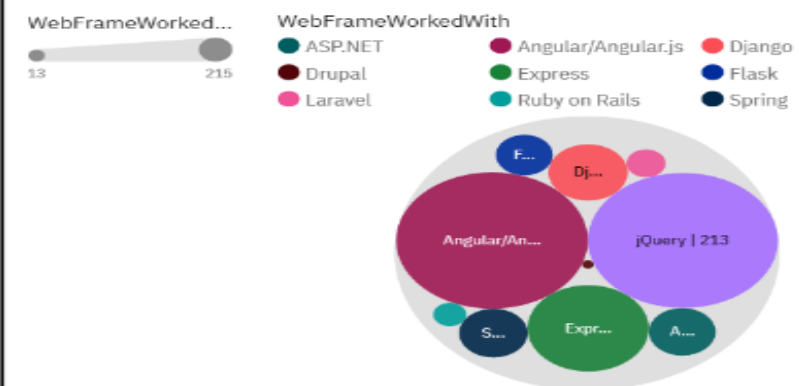 WebFrameWorked...
13 215
WebFrameWorkedWith
ASP.NET Angular/Angular.js Django
Drupal Express Flask
Laravel Ruby on Rails Spring
F...
Dj...
Angular/An...
jQuery | 213
S...
Expr...
A...